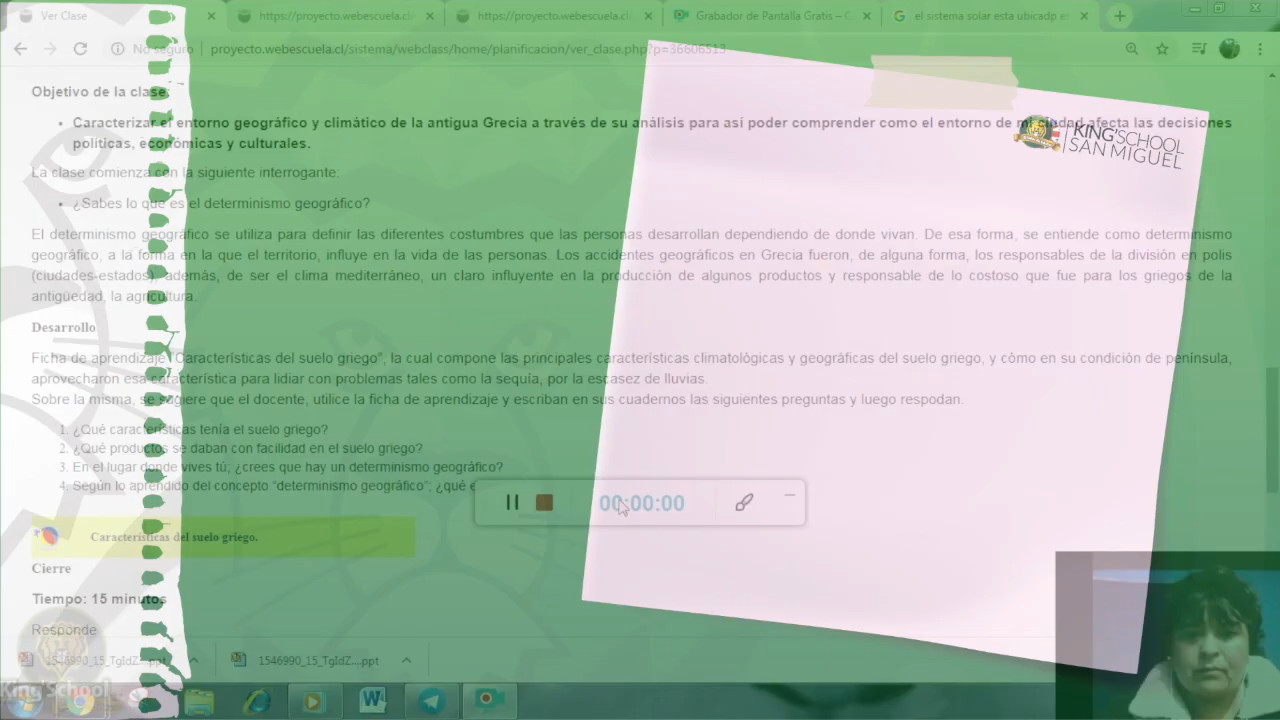 Ver Clase
https://proyecto.webescuela.cl
https://proyecto.webescuela.cl
Grabador de Pantalla Gratis – C
el sistema solar esta ubicadp en
No seguro
proyecto.webescuela.cl/sistema/webclass/home/planificacion/ver_clase.php?p=36606513
Objetivo de la clase:
Caracterizar el entorno geográfico y climático de la antigua Grecia a través de su análisis para así poder comprender como el entorno de mi ciudad afecta las decisiones
políticas, económicas y culturales.
KING'SCHOOL
SAN MIGUEL
La clase comienza con la siguiente interrogante:
¿Sabes lo que es el determinismo geográfico?
El determinismo geográfico se utiliza para definir las diferentes costumbres que las personas desarrollan dependiendo de donde vivan. De esa forma, se entiende como determinismo
geográfico, a la forma en la que el territorio, influye en la vida de las personas. Los accidentes geográficos en Grecia fueron, de alguna forma, los responsables de la división en polis
(ciudades-estados), además, de ser el clima mediterráneo, un claro influyente en la producción de algunos productos y responsable de lo costoso que fue para los griegos de la
antigüedad, la agricultura.
Desarrollo
Ficha de aprendizaje "Características del suelo griego", la cual compone las principales características climatológicas y geográficas del suelo griego, y cómo en su condición de península,
aprovecharon esa característica para lidiar con problemas tales como la sequía, por la escasez de lluvias.
Sobre la misma, se sugiere que el docente, utilice la ficha de aprendizaje y escriban en sus cuadernos las siguientes preguntas y luego respodan.
1. ¿Qué características tenía el suelo griego?
2. ¿Qué productos se daban con facilidad en el suelo griego?
3. En el lugar donde vives tú; ¿crees que hay un determinismo geográfico?
4. Según lo aprendido del concepto "determinismo geográfico"; ¿qué e
00:00:00
Características del suelo griego.
Cierre
Tiempo: 15 minutos
Responde
1546990_15_TgIdZ....ppt
1546990_15_TgIdZ....ppt
King'School